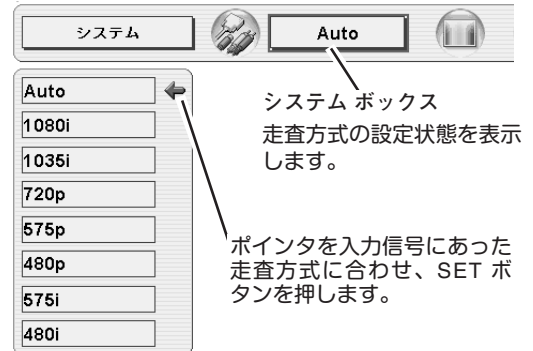 システム
Auto
Auto
1080i
1035i
720p
575p
480p
575i
480i
システム ボックス
走査方式の設定状態を表示
します。
ポインタを入力信号にあった
走査方式に合わせ、SET ボ
タンを押します。